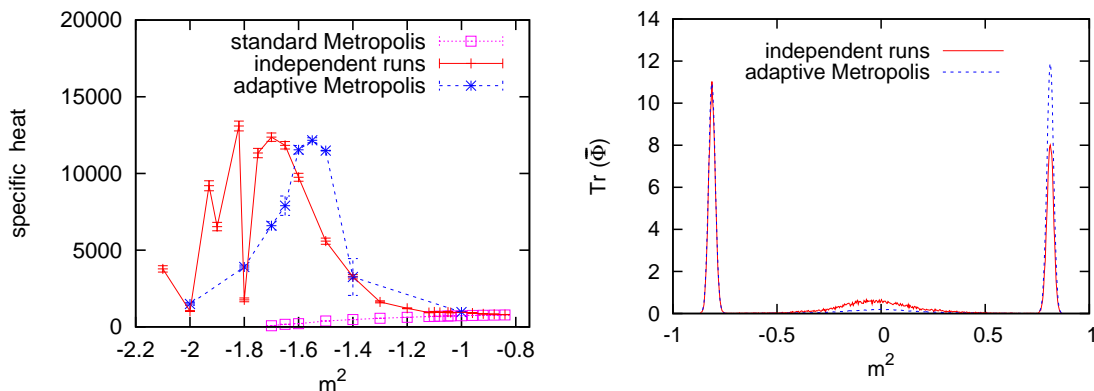 specific heat
20000
15000
10000
5000
0
standard Metropolis
independent runs
adaptive Metropolis
-2.2 -2 -1.8 -1.6 -1.4 -1.2 -1 -0.8
m²
Tr (Φ̄)
14
12
10
8
6
4
2
0
independent runs
adaptive Metropolis
-1 -0.5 0 0.5 1
m²